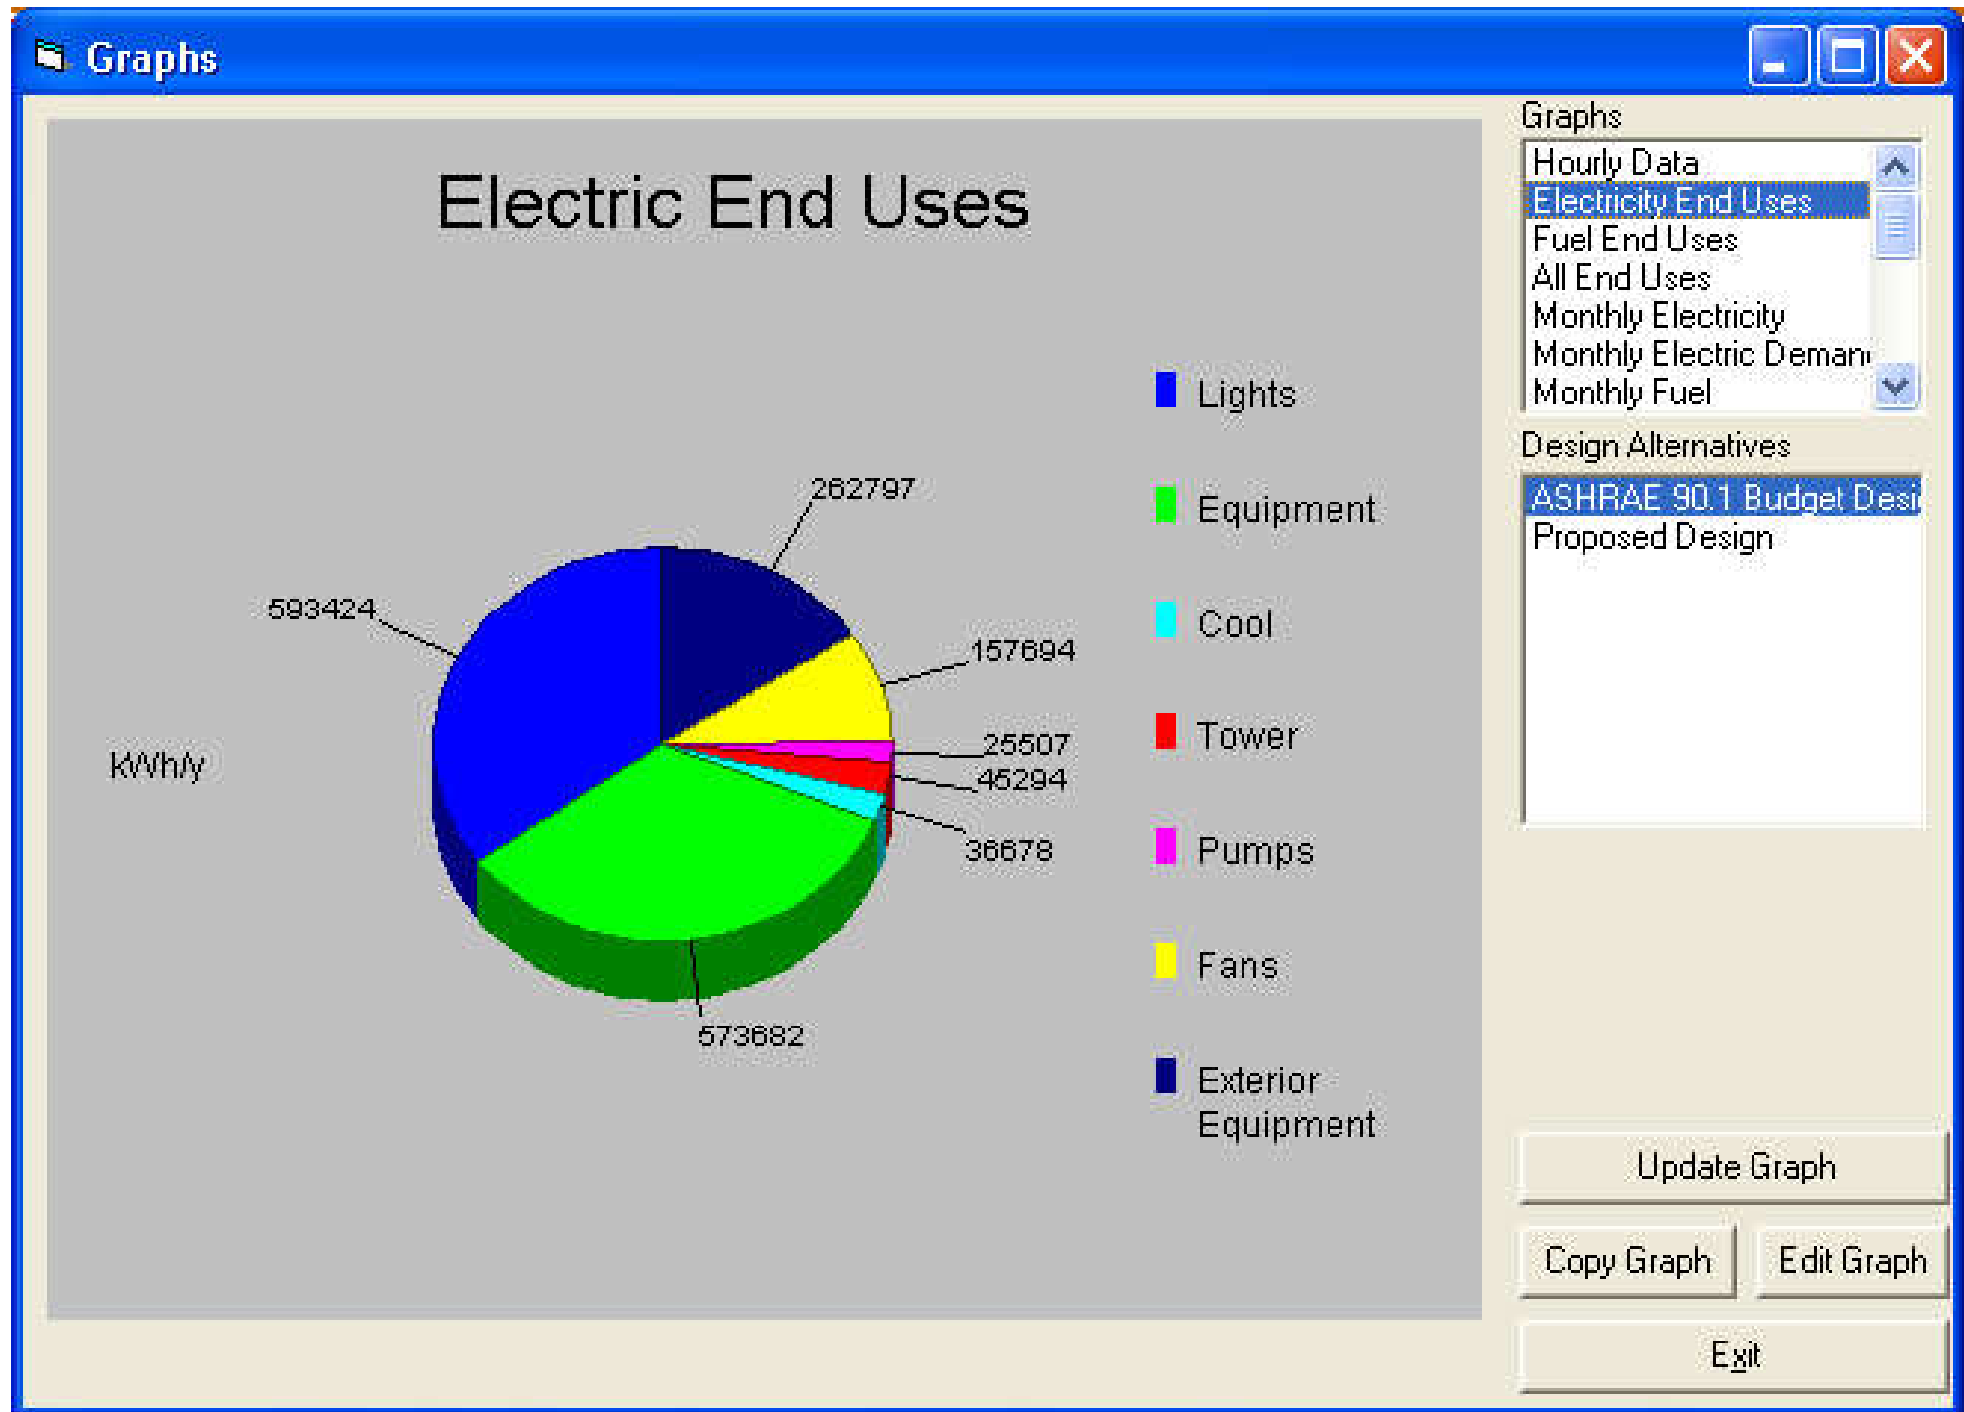 Graphs
Electric End Uses
262797
593424
157694
25507
45294
36678
573682
kWh/y
Lights
Equipment
Cool
Tower
Pumps
Fans
Exterior
Equipment
Graphs
Hourly Data
Electricity End Uses
Fuel End Uses
All End Uses
Monthly Electricity
Monthly Electric Deman
Monthly Fuel
Design Alternatives
ASHRAE 90.1 Budget Desi
Proposed Design
Update Graph
Copy Graph
Edit Graph
Exit